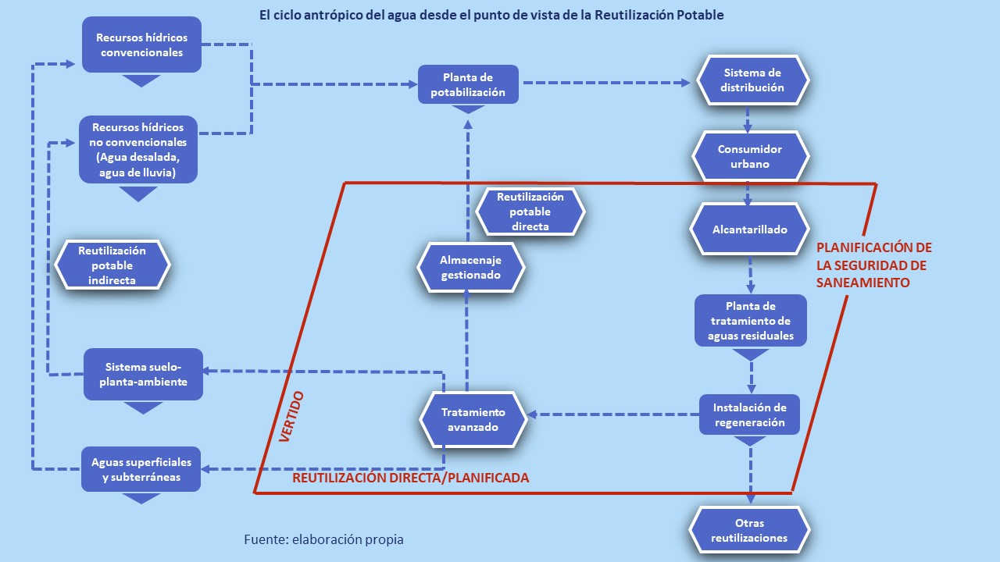 El ciclo antrópico del agua desde el punto de vista de la Reutilización Potable
Recursos hídricos
convencionales
Planta de
potabilización
Sistema de
distribución
Recursos hídricos
no convencionales
(Agua desalada,
agua de lluvia)
Consumidor
urbano
Reutilización
potable
directa
Alcantarillado
Reutilización
potable
indirecta
Almacenaje
gestionado
PLANIFICACIÓN DE
LA SEGURIDAD DE
SANEAMIENTO
Planta de
tratamiento de
aguas residuales
Sistema suelo-
planta-ambiente
VERTIDO
Tratamiento
avanzado
Instalación de
regeneración
Aguas superficiales
y subterráneas
REUTILIZACIÓN DIRECTA/PLANIFICADA
Otras
reutilizaciones
Fuente: elaboración propia